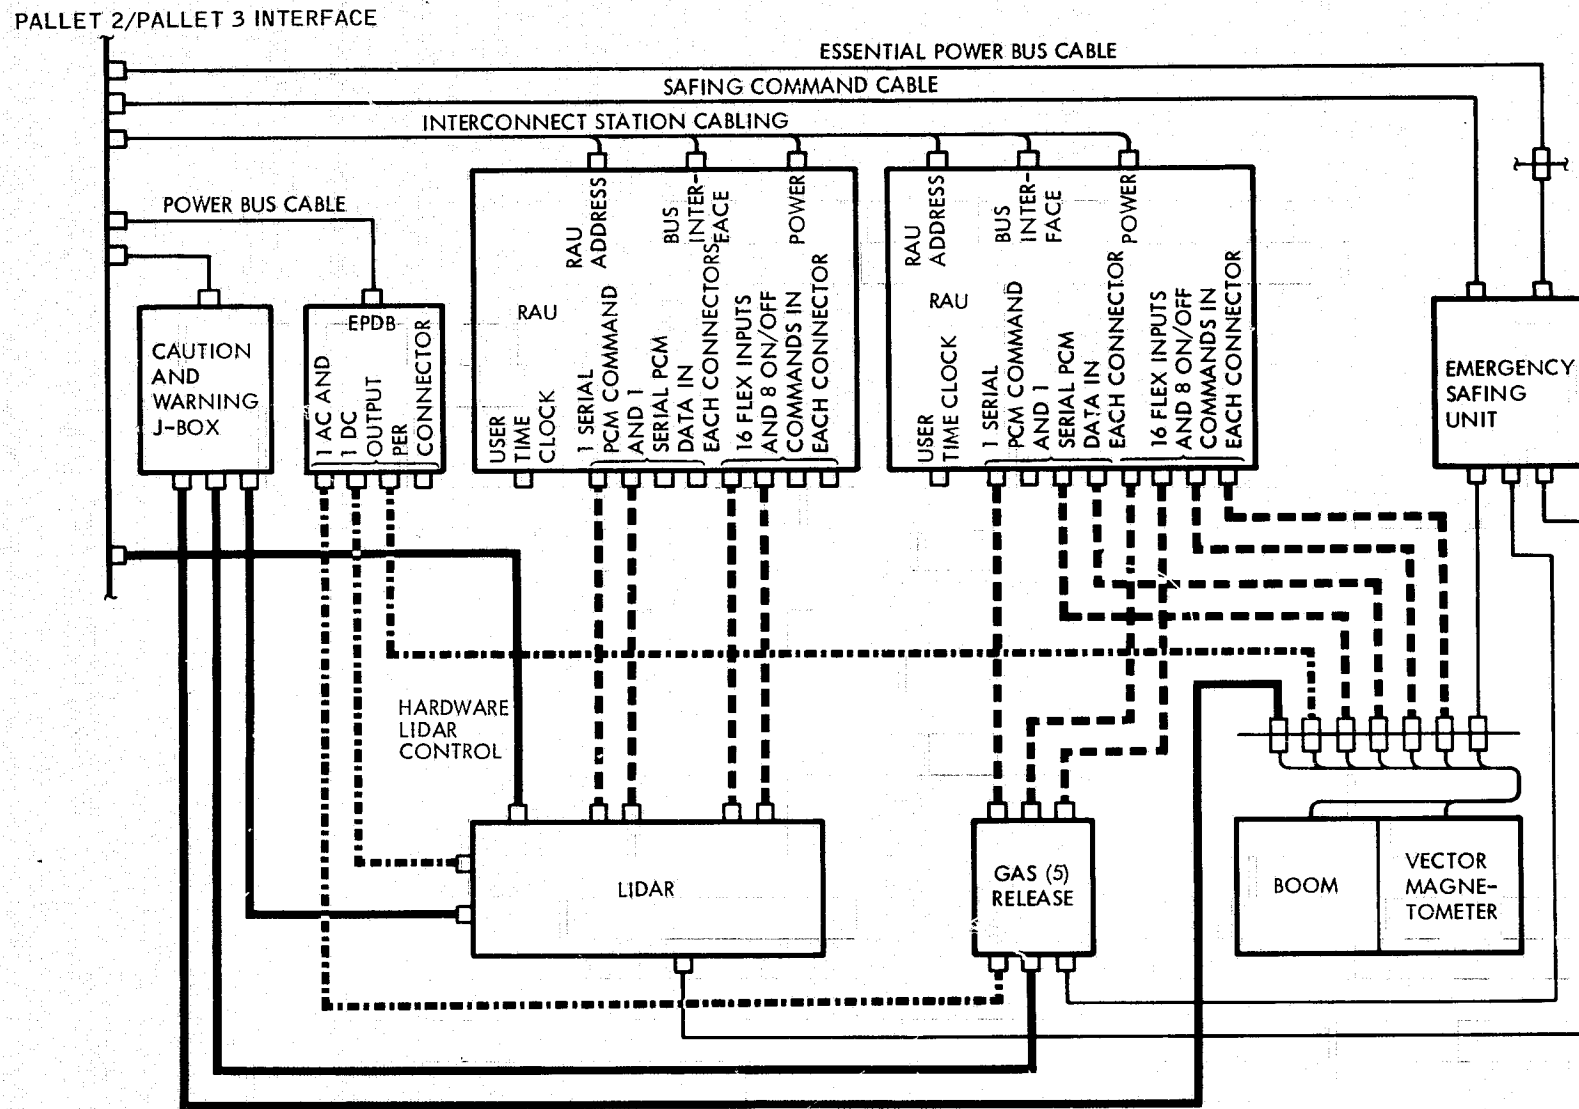 PALLET 2/PALLET 3 INTERFACE
ESSENTIAL POWER BUS CABLE
SAFING COMMAND CABLE
INTERCONNECT STATION CABLING
POWER BUS CABLE
CAUTION
AND
WARNING
J-BOX
EPDB
1 AC AND
1 DC
OUTPUT
PER
CONNECTOR
RAU
ADDRESS
BUS
INTER-
FACE
POWER
RAU
USER
TIME
CLOCK
1 SERIAL
PCM COMMAND
AND 1
SERIAL PCM
DATA IN
EACH CONNECTORS
16 FLEX INPUTS
AND 8 ON/OFF
COMMANDS IN
EACH CONNECTOR
RAU
ADDRESS
BUS
INTER-
FACE
POWER
RAU
USER
TIME CLOCK
1 SERIAL
PCM COMMAND
AND 1
SERIAL PCM
DATA IN
EACH CONNECTOR
16 FLEX INPUTS
AND 8 ON/OFF
COMMANDS IN
EACH CONNECTOR
EMERGENCY
SAFING
UNIT
HARDWARE
LIDAR
CONTROL
LIDAR
GAS (5)
RELEASE
BOOM
VECTOR
MAGNE-
TOMETER